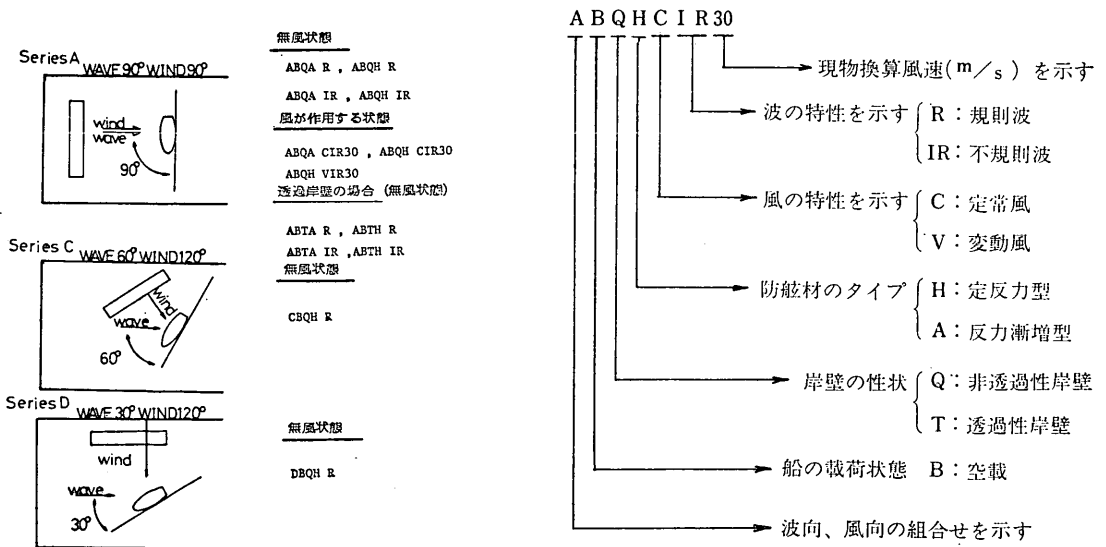 Series A WAVE 90° WIND 90°
wind
wave
90°
無風状態
ABQA R , ABQH R
ABQA IR , ABQH IR
風が作用する状態
ABQA CIR30 , ABQH CIR30
ABQH VIR30
透過岸壁の場合 (無風状態)
ABTA R , ABTH R
ABTA IR , ABTH IR
Series C WAVE 60° WIND 120°
wind
wave
60°
無風状態
CBQH R
Series D WAVE 30° WIND 120°
wind
wave
30°
無風状態
DBQH R
A B Q H C I R 30
現物換算風速(m/s) を示す
波の特性を示す R : 規則波
IR : 不規則波
風の特性を示す C : 定常風
V : 変動風
防舷材のタイプ H : 定反力型
A : 反力漸増型
岸壁の性状 Q : 非透過性岸壁
T : 透過性岸壁
船の載荷状態 B : 空載
波向、風向の組合せを示す